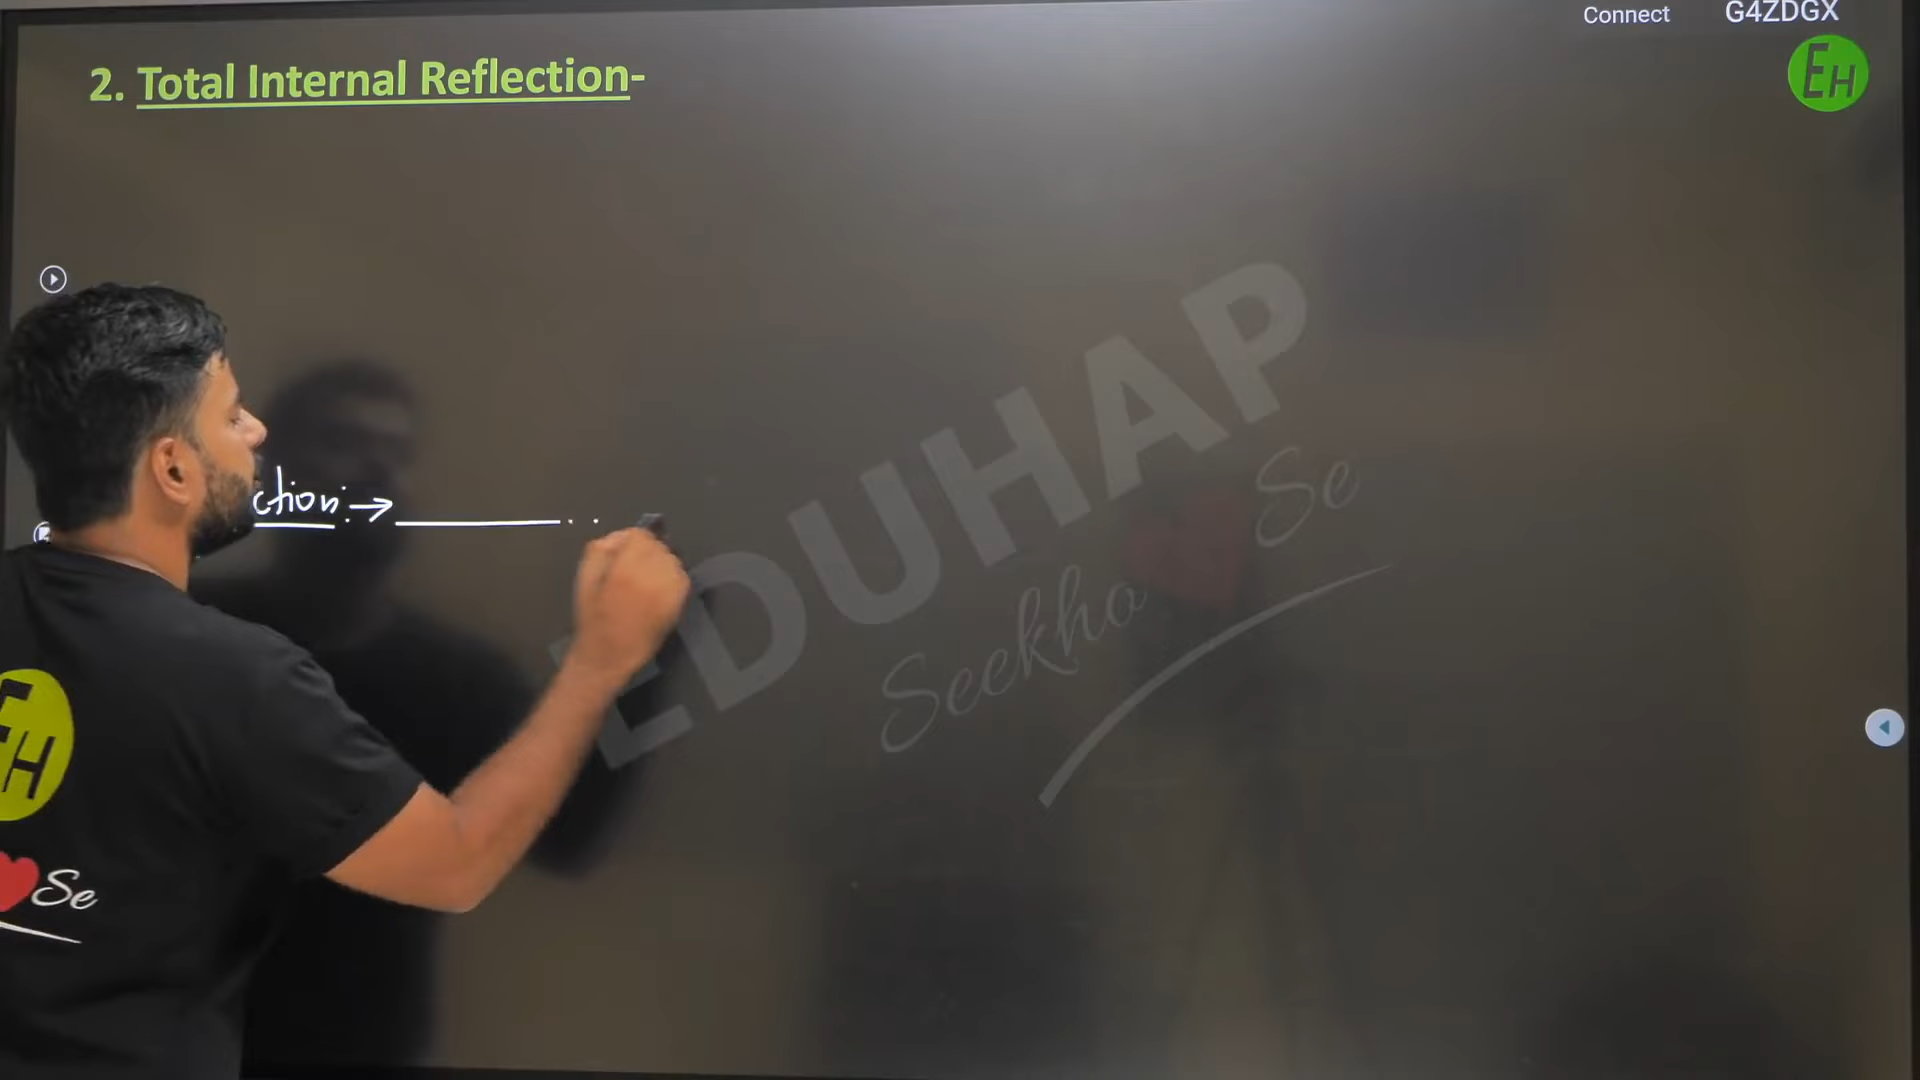 Connect G4ZDGX
2. Total Internal Reflection-
EH
ction:→
EDUHAP
Seekho Se
EH
Se